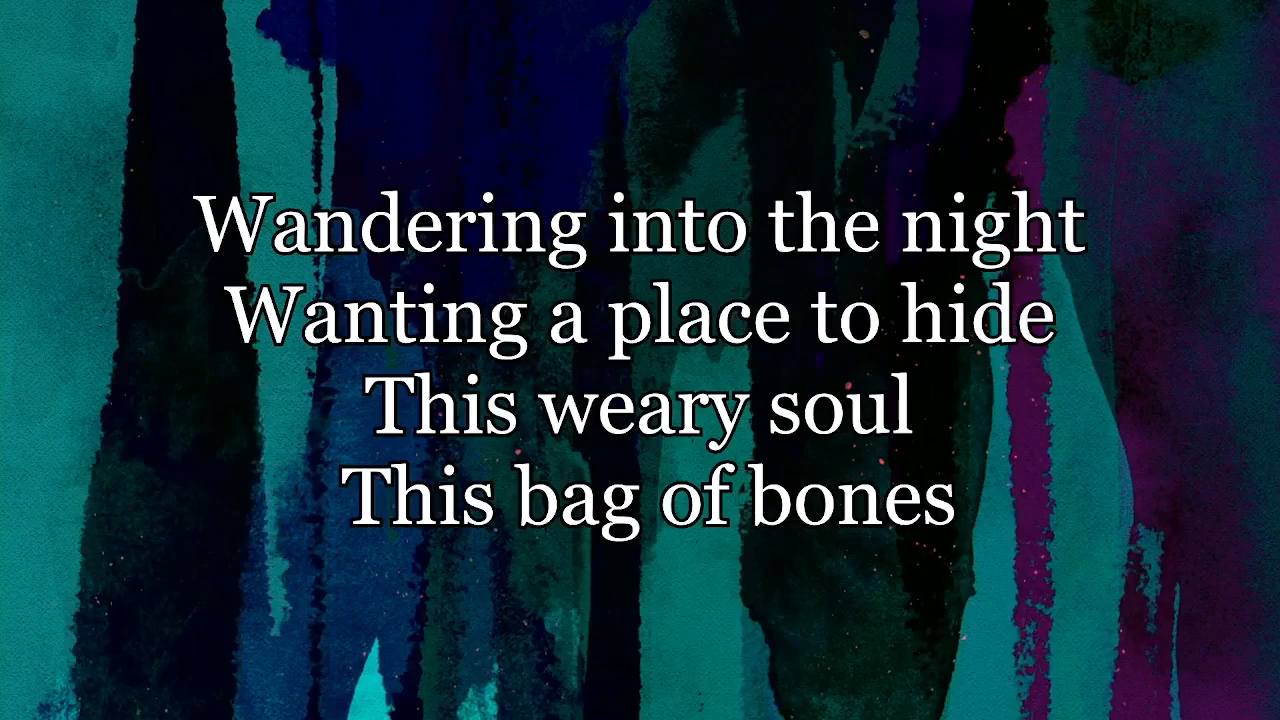 Wandering into the night
Wanting a place to hide
This weary soul
This bag of bones